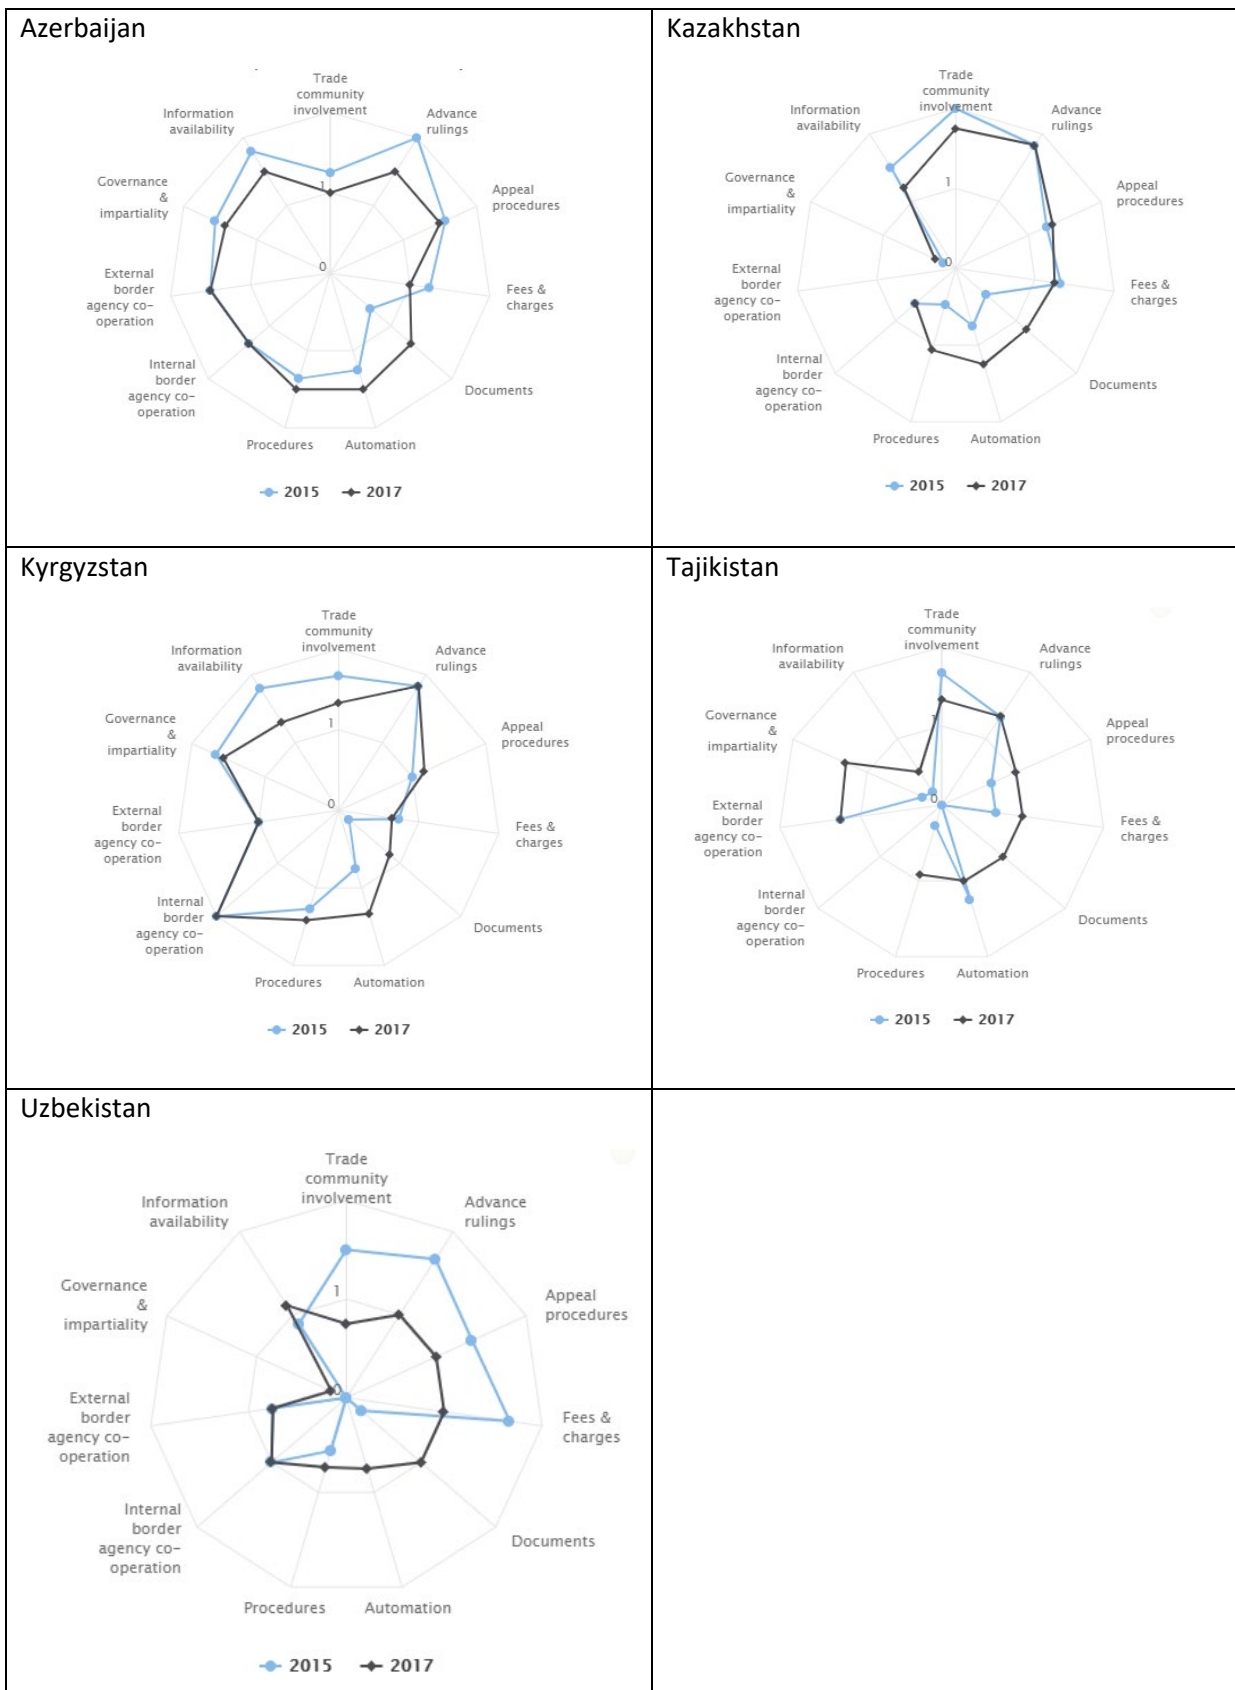 Azerbaijan
Trade
community
involvement
Advance
rulings
Appeal
procedures
Fees &
charges
Documents
Automation
Procedures
Internal
border
agency co-
operation
External
border
agency co-
operation
Governance
&
impartiality
Information
availability
1
0
2015 2017
Kazakhstan
Trade
community
involvement
Advance
rulings
Appeal
procedures
Fees &
charges
Documents
Automation
Procedures
Internal
border
agency co-
operation
External
border
agency co-
operation
Governance
&
impartiality
Information
availability
1
0
2015 2017
Kyrgyzstan
Trade
community
involvement
Advance
rulings
Appeal
procedures
Fees &
charges
Documents
Automation
Procedures
Internal
border
agency co-
operation
External
border
agency co-
operation
Governance
&
impartiality
Information
availability
1
0
2015 2017
Tajikistan
Trade
community
involvement
Advance
rulings
Appeal
procedures
Fees &
charges
Documents
Automation
Procedures
Internal
border
agency co-
operation
External
border
agency co-
operation
Governance
&
impartiality
Information
availability
1
0
2015 2017
Uzbekistan
Trade
community
involvement
Advance
rulings
Appeal
procedures
Fees &
charges
Documents
Automation
Procedures
Internal
border
agency co-
operation
External
border
agency co-
operation
Governance
&
impartiality
Information
availability
1
0
2015 2017